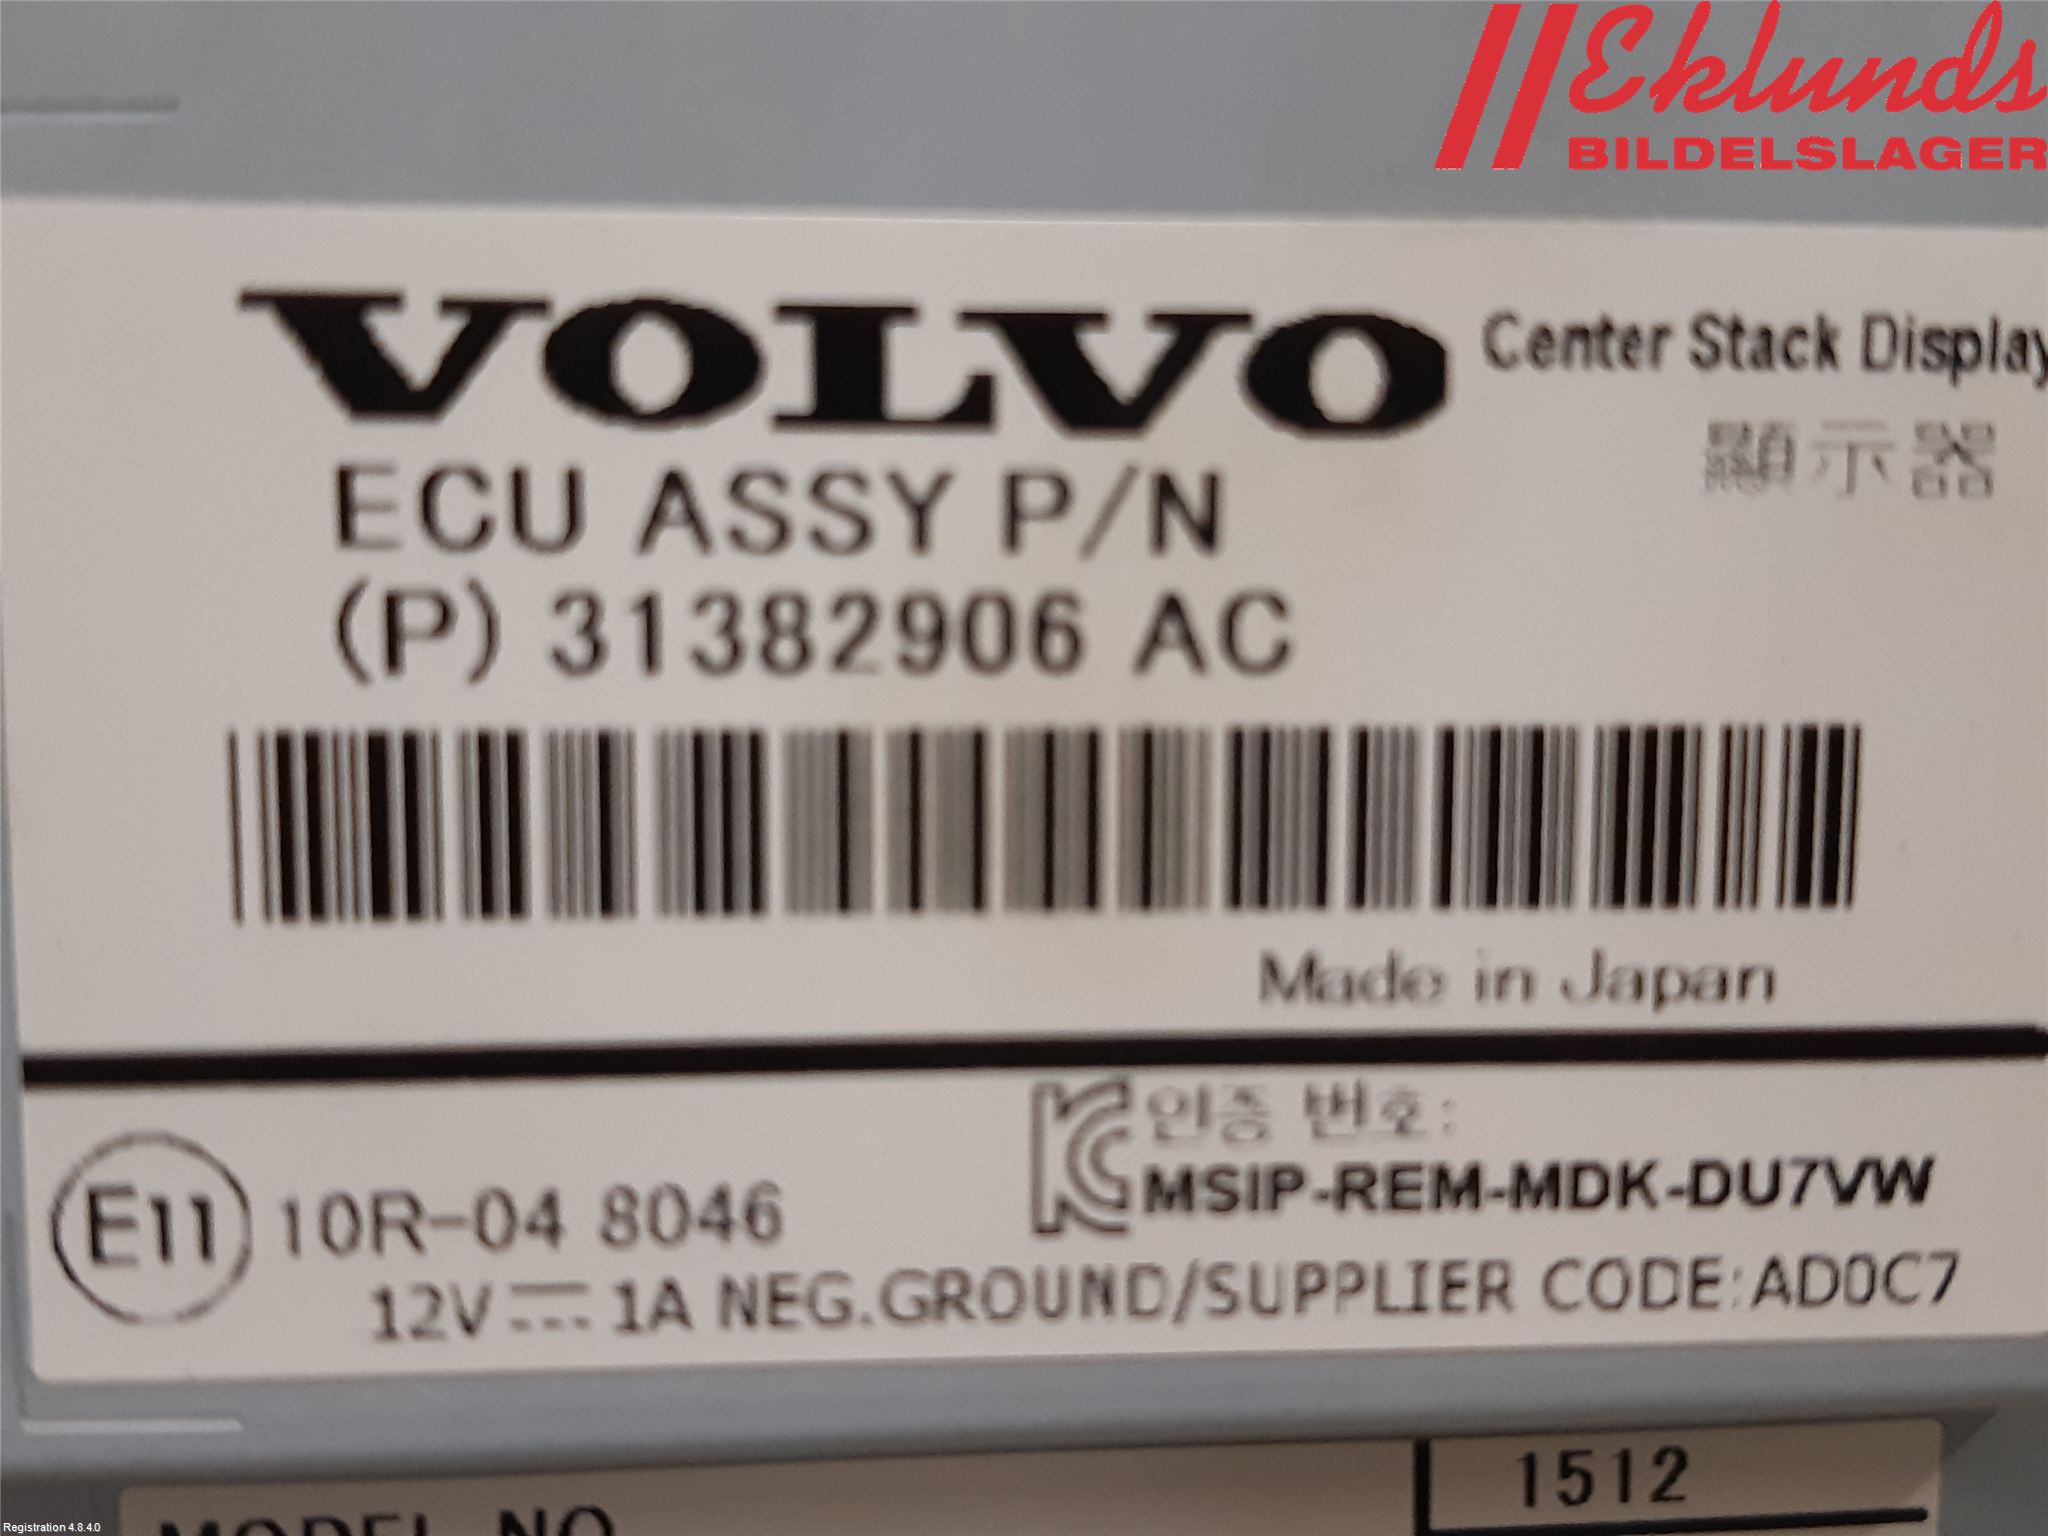 Eklunds
BILDELSLAGER
VOLVO
Center Stack Display
顯示器
ECU ASSY P/N
(P) 31382906 AC
Made in Japan
인증 번호:
MSIP-REM-MDK-DU7VW
E11 10R-04 8046
12V 1A NEG.GROUND/SUPPLIER CODE:AD0C7
1512
MODEL NO
Registration 4.8.4.0